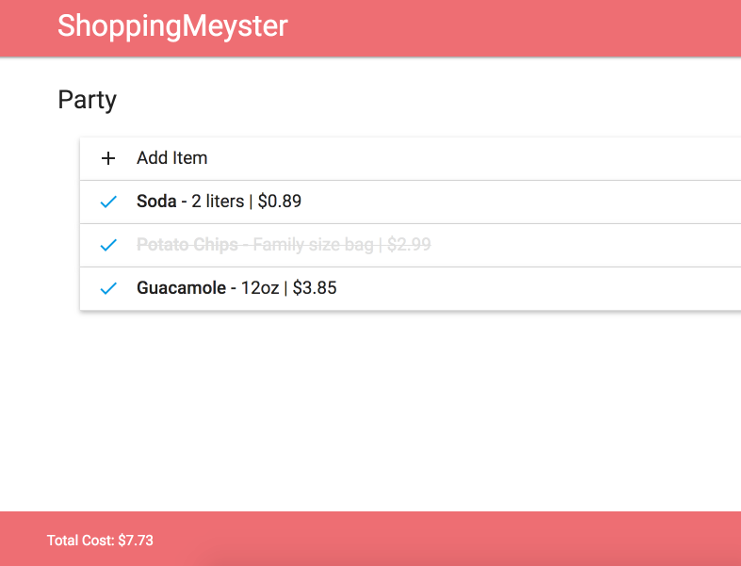 ShoppingMeyster
Party
Add Item
Soda - 2 liters | $0.89
Potato Chips - Family size bag | $2.99
Guacamole - 12oz | $3.85
Total Cost: $7.73